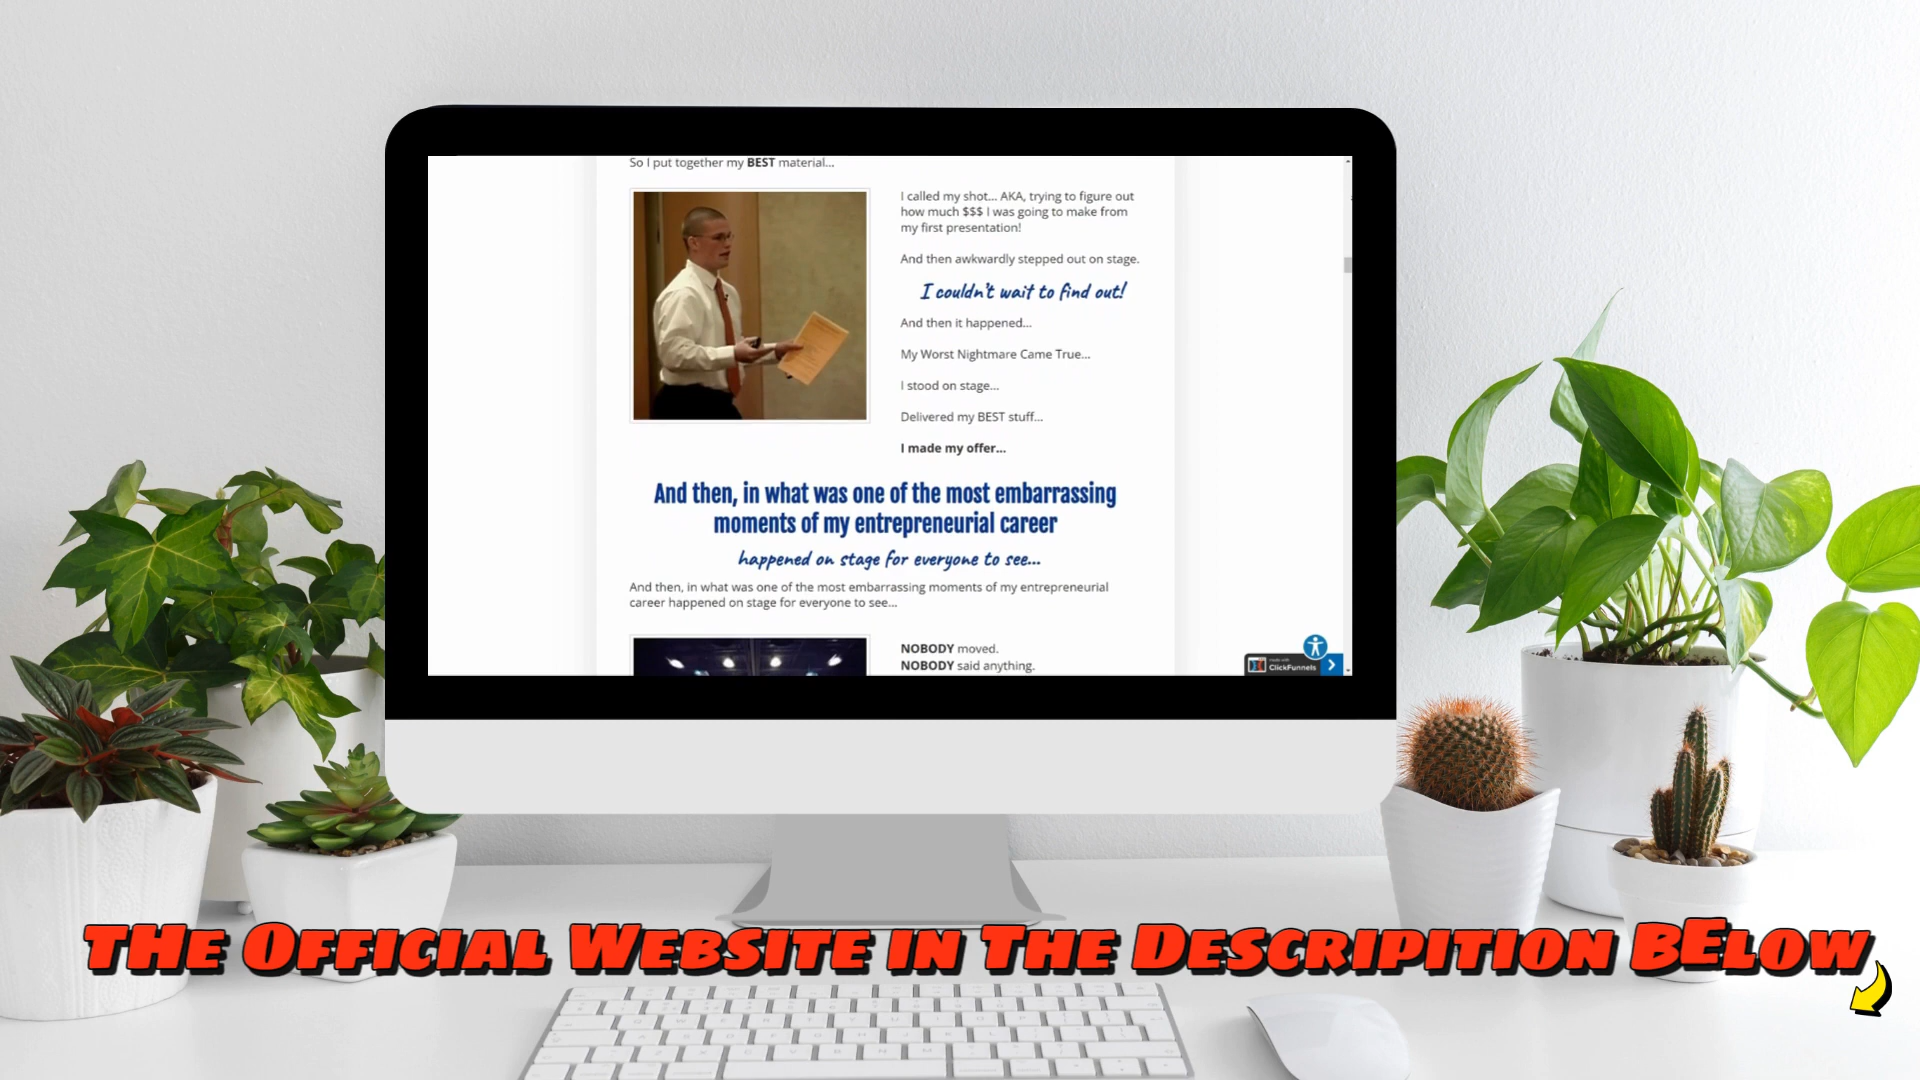 So I put together my BEST material...
I called my shot... AKA, trying to figure out
how much $$$ I was going to make from
my first presentation!
And then awkwardly stepped out on stage.
I couldn't wait to find out!
And then it happened...
My Worst Nightmare Came True...
I stood on stage...
Delivered my BEST stuff...
I made my offer...
And then, in what was one of the most embarrassing
moments of my entrepreneurial career
happened on stage for everyone to see...
And then, in what was one of the most embarrassing moments of my entrepreneurial
career happened on stage for everyone to see...
NOBODY moved.
NOBODY said anything.
made with
ClickFunnels
THe Official Website in The Descripition BElow